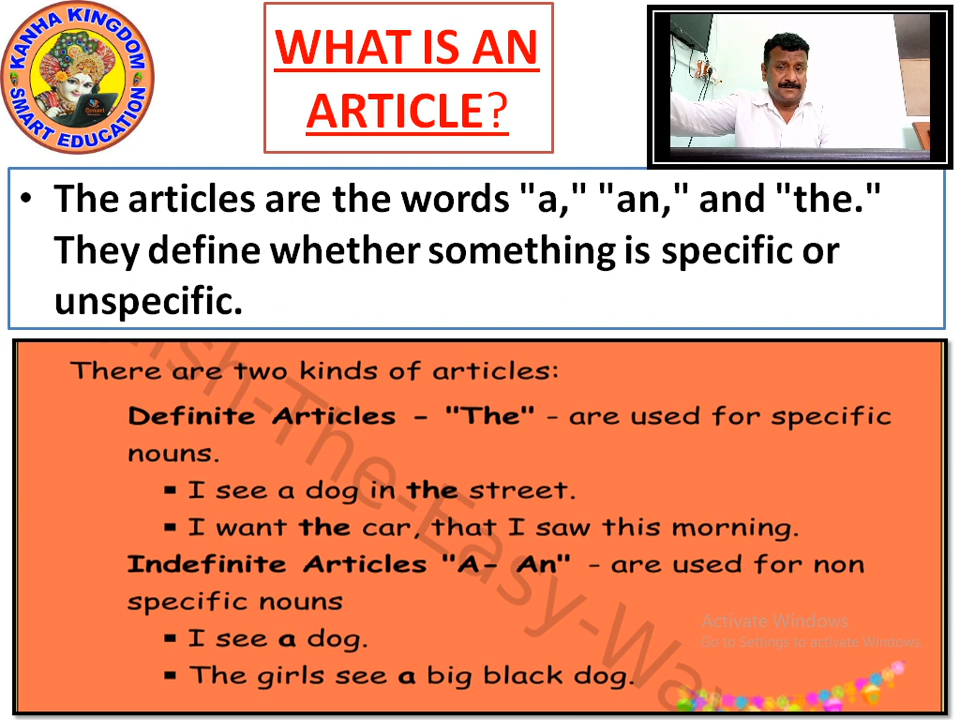 KANHA KINGDOM
SMART EDUCATION
WHAT IS AN
ARTICLE?
• The articles are the words "a," "an," and "the."
They define whether something is specific or
unspecific.
There are two kinds of articles:
Definite Articles - "The" - are used for specific
nouns.
▪ I see a dog in the street.
▪ I want the car, that I saw this morning.
Indefinite Articles "A- An" - are used for non
specific nouns
▪ I see a dog.
▪ The girls see a big black dog.
Activate Windows
Go to Settings to activate Windows.